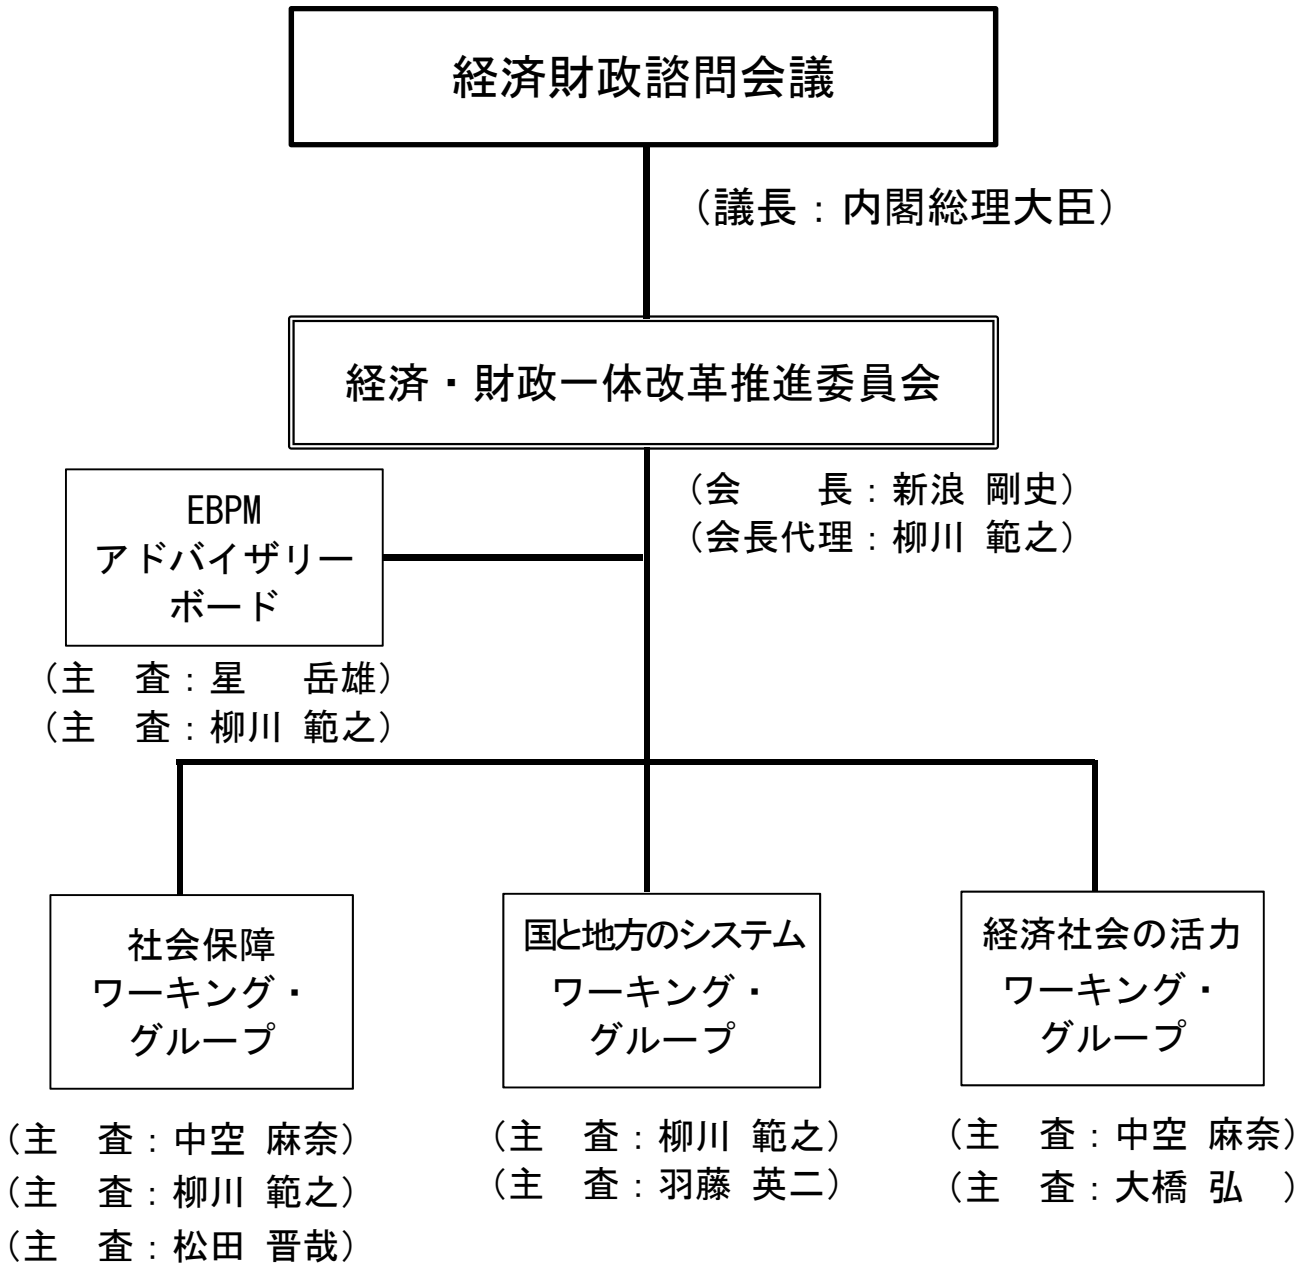 経済財政諮問会議
（議長：内閣総理大臣）
経済・財政一体改革推進委員会
（会　　長：新浪 剛史）
（会長代理：柳川 範之）
EBPM
アドバイザリー
ボード
（主　査：星　 岳雄）
（主　査：柳川 範之）
社会保障
ワーキング・
グループ
（主　査：中空 麻奈）
（主　査：柳川 範之）
（主　査：松田 晋哉）
国と地方のシステム
ワーキング・
グループ
（主　査：柳川 範之）
（主　査：羽藤 英二）
経済社会の活力
ワーキング・
グループ
（主　査：中空 麻奈）
（主　査：大橋 弘　）